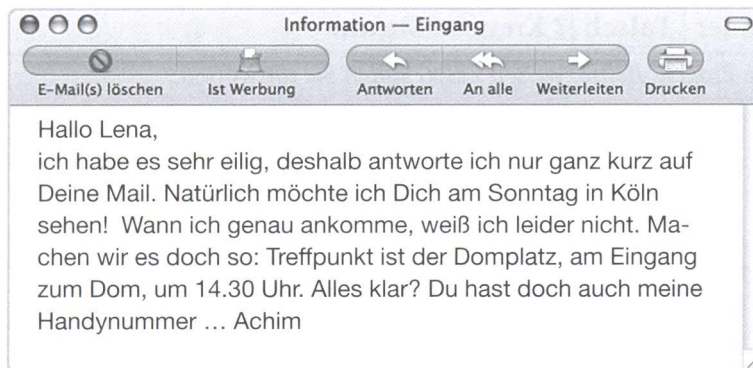 Information — Eingang
E-Mail(s) löschen Ist Werbung Antworten An alle Weiterleiten Drucken
Hallo Lena,
ich habe es sehr eilig, deshalb antworte ich nur ganz kurz auf
Deine Mail. Natürlich möchte ich Dich am Sonntag in Köln
sehen! Wann ich genau ankomme, weiß ich leider nicht. Ma-
chen wir es doch so: Treffpunkt ist der Domplatz, am Eingang
zum Dom, um 14.30 Uhr. Alles klar? Du hast doch auch meine
Handynummer … Achim